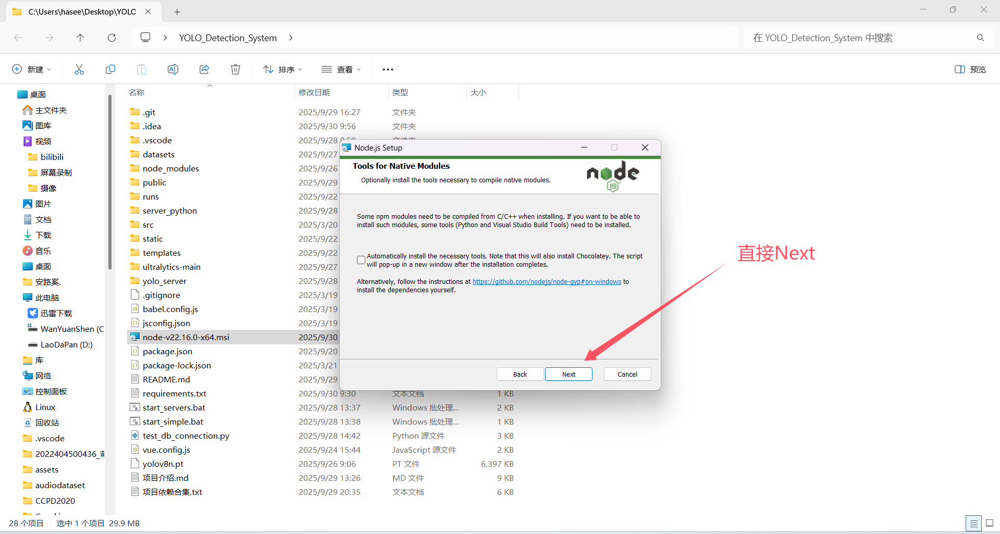 C:\Users\hasee\Desktop\YOLO
YOLO_Detection_System
在 YOLO_Detection_System 中搜索
新建
排序
查看
预览
桌面
主文件夹
图库
视频
bilibili
屏幕录制
摄像
图片
文档
下载
音乐
桌面
安路奚.
此电脑
迅雷下载
WanYuanShen (C
LaoDaPan (D:)
库
网络
控制面板
Linux
回收站
.vscode
2022404500436_
assets
audiodataset
CCPD2020
名称 修改日期 类型 大小
.git 2025/9/29 16:27 文件夹
.idea 2025/9/30 9:56 文件夹
.vscode 2025/9/28
datasets 2025/9/27
node_modules 2025/9/26
public 2025/9/29
runs 2025/9/22
server_python 2025/9/28
src 2025/3/20
static 2025/9/22
templates 2025/9/22
ultralytics-main 2025/9/27
yolo_server 2025/9/28
.gitignore 2025/3/19
babel.config.js 2025/3/19
jsconfig.json 2025/3/19
node-v22.16.0-x64.msi 2025/9/30
package.json 2025/9/20
package-lock.json 2025/3/21
README.md 2025/9/29
requirements.txt 2025/9/30 9:30 文本文档 1 KB
start_servers.bat 2025/9/28 13:37 Windows 批处理... 2 KB
start_simple.bat 2025/9/28 13:38 Windows 批处理... 1 KB
test_db_connection.py 2025/9/28 14:42 Python 源文件 3 KB
vue.config.js 2025/9/24 15:44 JavaScript 源文件 2 KB
yolov8n.pt 2025/9/26 9:06 PT 文件 6,397 KB
项目介绍.md 2025/9/29 13:26 MD 文件 9 KB
项目依赖合集.txt 2025/9/29 20:35 文本文档 6 KB
Node.js Setup
Tools for Native Modules
Optionally install the tools necessary to compile native modules.
node
JS
Some npm modules need to be compiled from C/C++ when installing. If you want to be able to
install such modules, some tools (Python and Visual Studio Build Tools) need to be installed.
Automatically install the necessary tools. Note that this will also install Chocolatey. The script
will pop-up in a new window after the installation completes.
Alternatively, follow the instructions at https://github.com/nodejs/node-gyp#on-windows to
install the dependencies yourself.
Back
Next
Cancel
直接Next
28 个项目
选中 1 个项目 29.9 MB